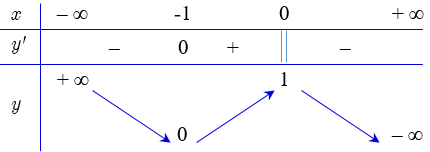 x − ∞ -1 0 + ∞
y' − 0 + −
+ ∞ 1
y
0 − ∞